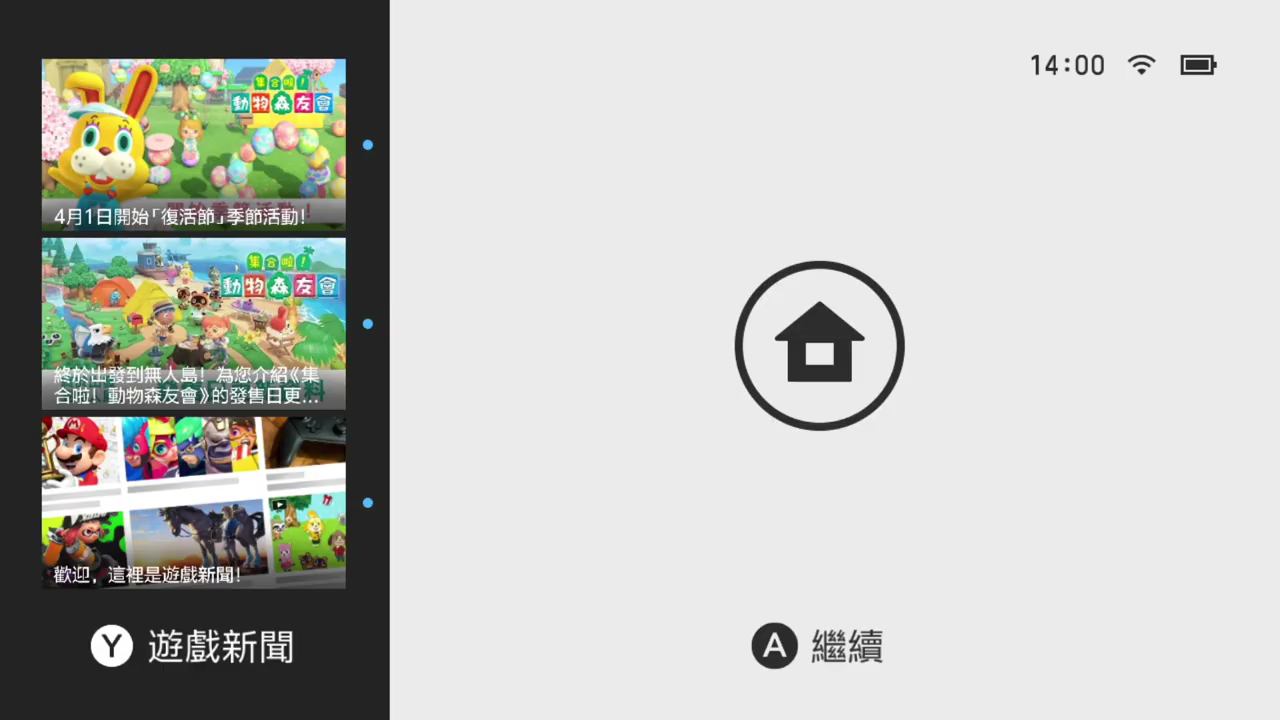 集合啦!
動物森友會
4月1日開始「復活節」季節活動!
集合啦!
動物森友會
終於出發到無人島! 為您介紹《集
合啦! 動物森友會》的發售日更...
歡迎，這裡是遊戲新聞!
Y 遊戲新聞
14:00
A 繼續